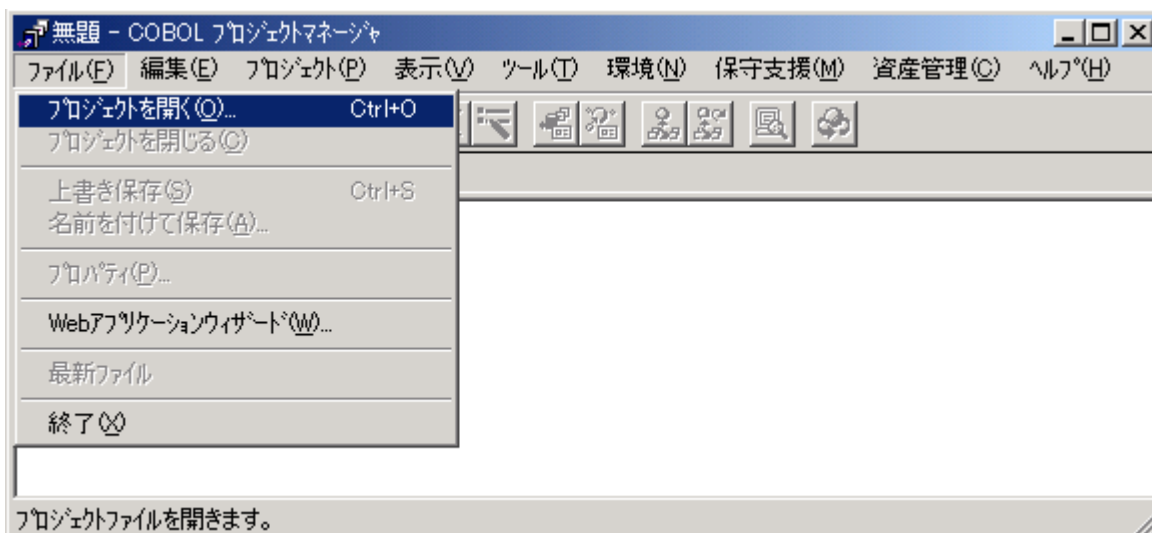 無題 - COBOL プロジェクトマネージャ
ファイル(F) 編集(E) プロジェクト(P) 表示(V) ツール(T) 環境(N) 保守支援(M) 資産管理(C) ヘルプ(H)
プロジェクトを開く(O)... Ctrl+O
プロジェクトを閉じる(C)
上書き保存(S) Ctrl+S
名前を付けて保存(A)...
プロパティ(P)...
Webアプリケーションウィザード(W)...
最新ファイル
終了(X)
プロジェクトファイルを開きます。